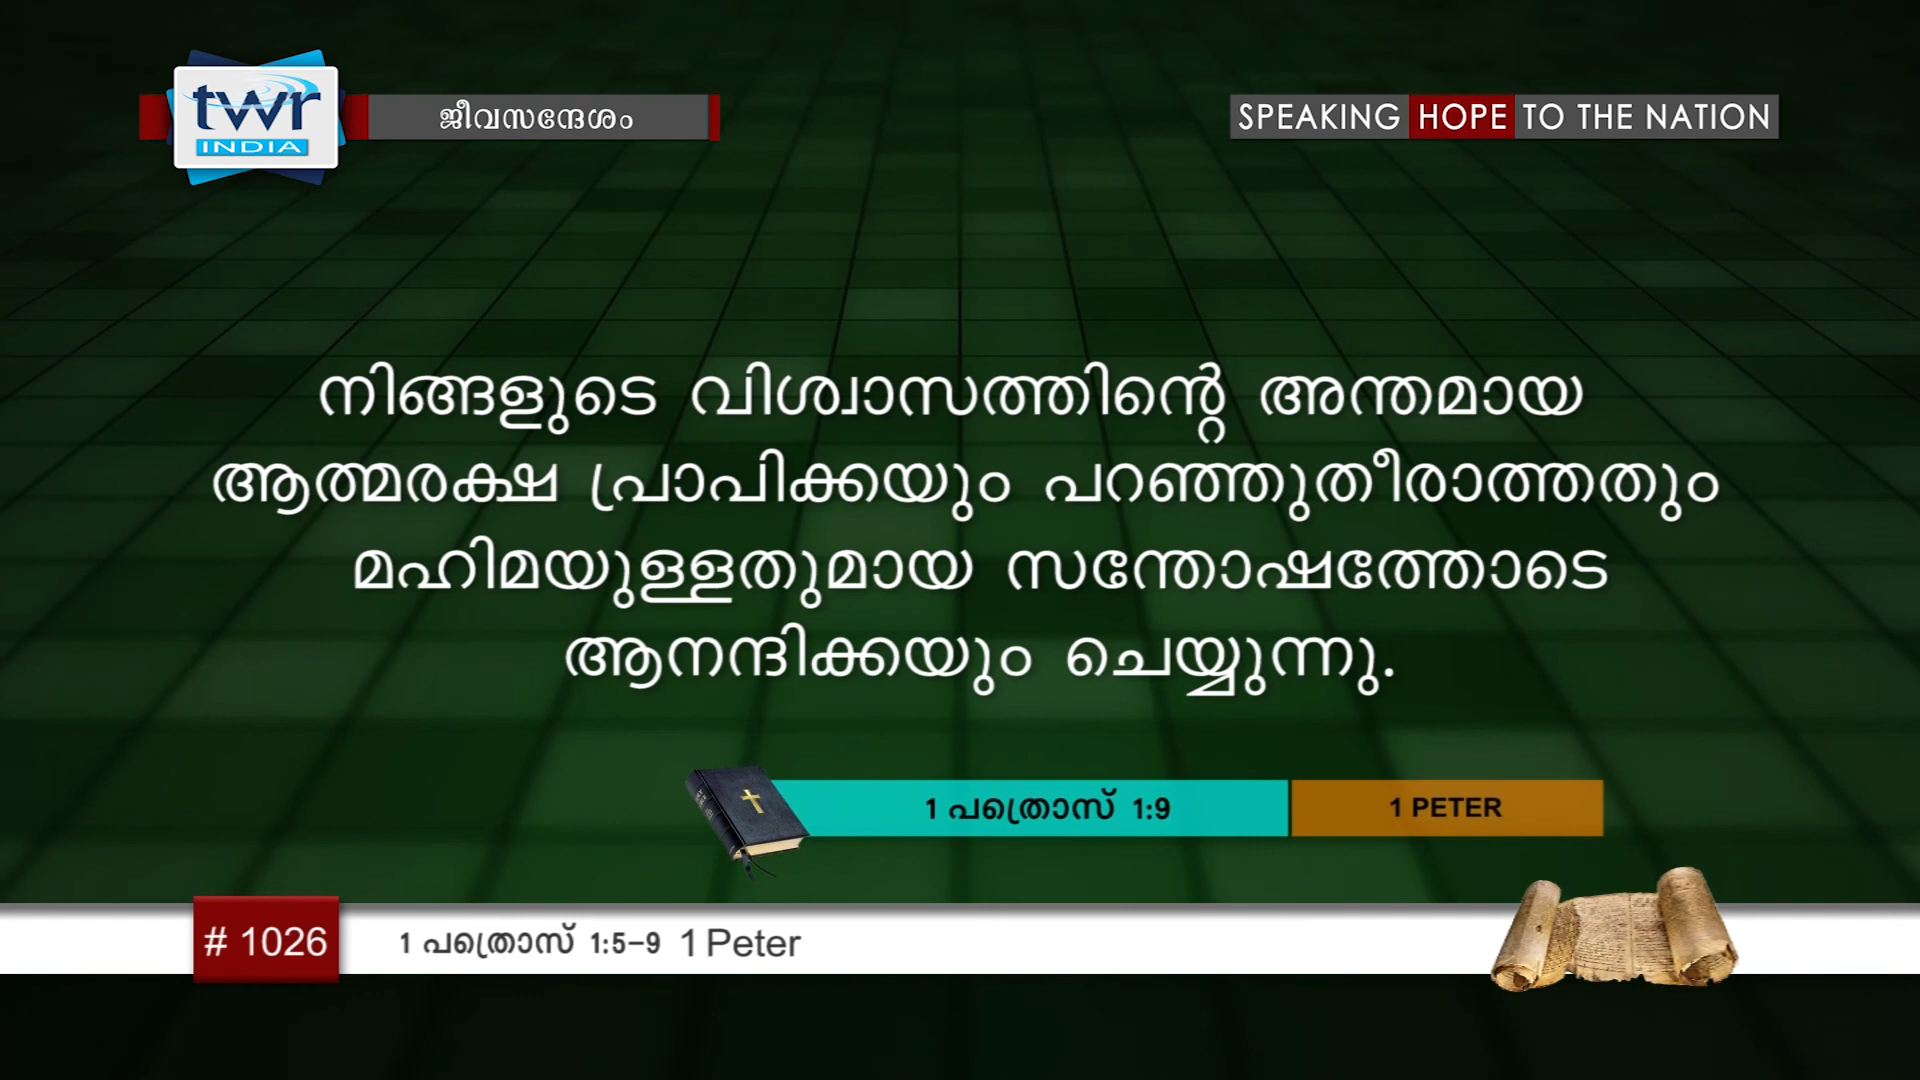 twr
INDIA
ജീവസന്ദേശം
SPEAKING HOPE TO THE NATION
നിങ്ങളുടെ വിശ്വാസത്തിന്റെ അന്തമായ
ആത്മരക്ഷ പ്രാപിക്കയും പറഞ്ഞുതീരാത്തതും
മഹിമയുള്ളതുമായ സന്തോഷത്തോടെ
ആനന്ദിക്കയും ചെയ്യുന്നു.
1 പത്രൊസ് 1:9 1 PETER
# 1026 1 പത്രൊസ് 1:5-9 1 Peter